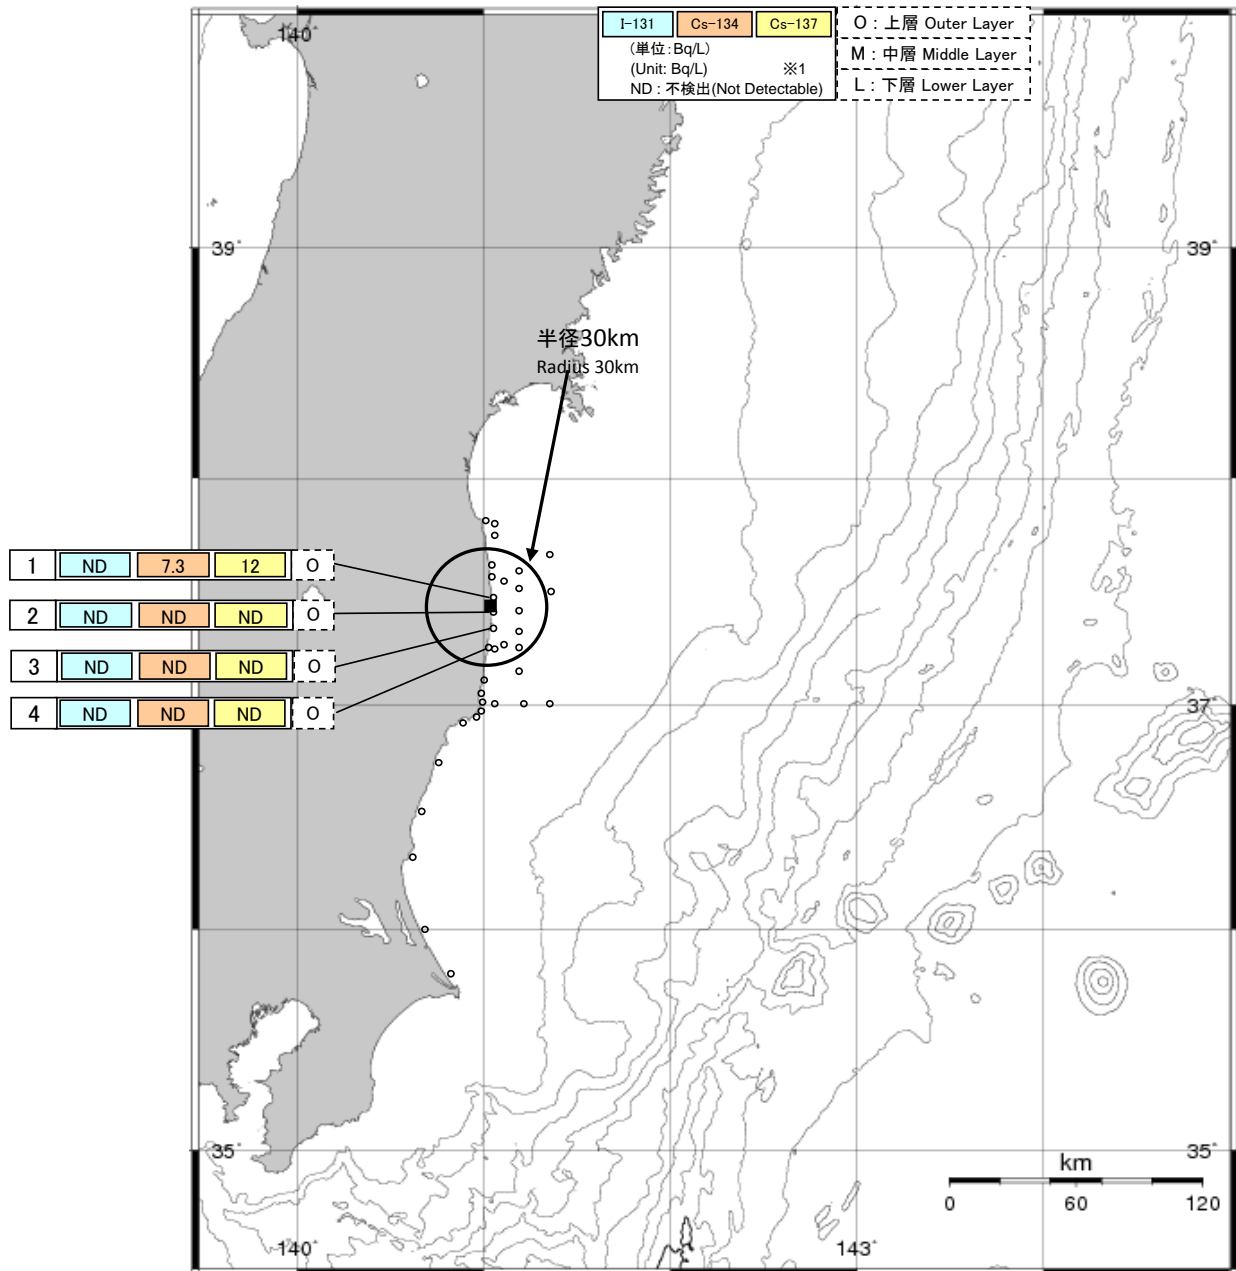 140°
I-131 Cs-134 Cs-137
(単位:Bq/L)
(Unit: Bq/L) ※1
ND : 不検出(Not Detectable)
O : 上層 Outer Layer
M : 中層 Middle Layer
L : 下層 Lower Layer
39° 39°
半径30km
Radius 30km
1 ND 7.3 12 O
2 ND ND ND O
3 ND ND ND O
4 ND ND ND O
37°
35° 35°
km
0 60 120
140° 143°